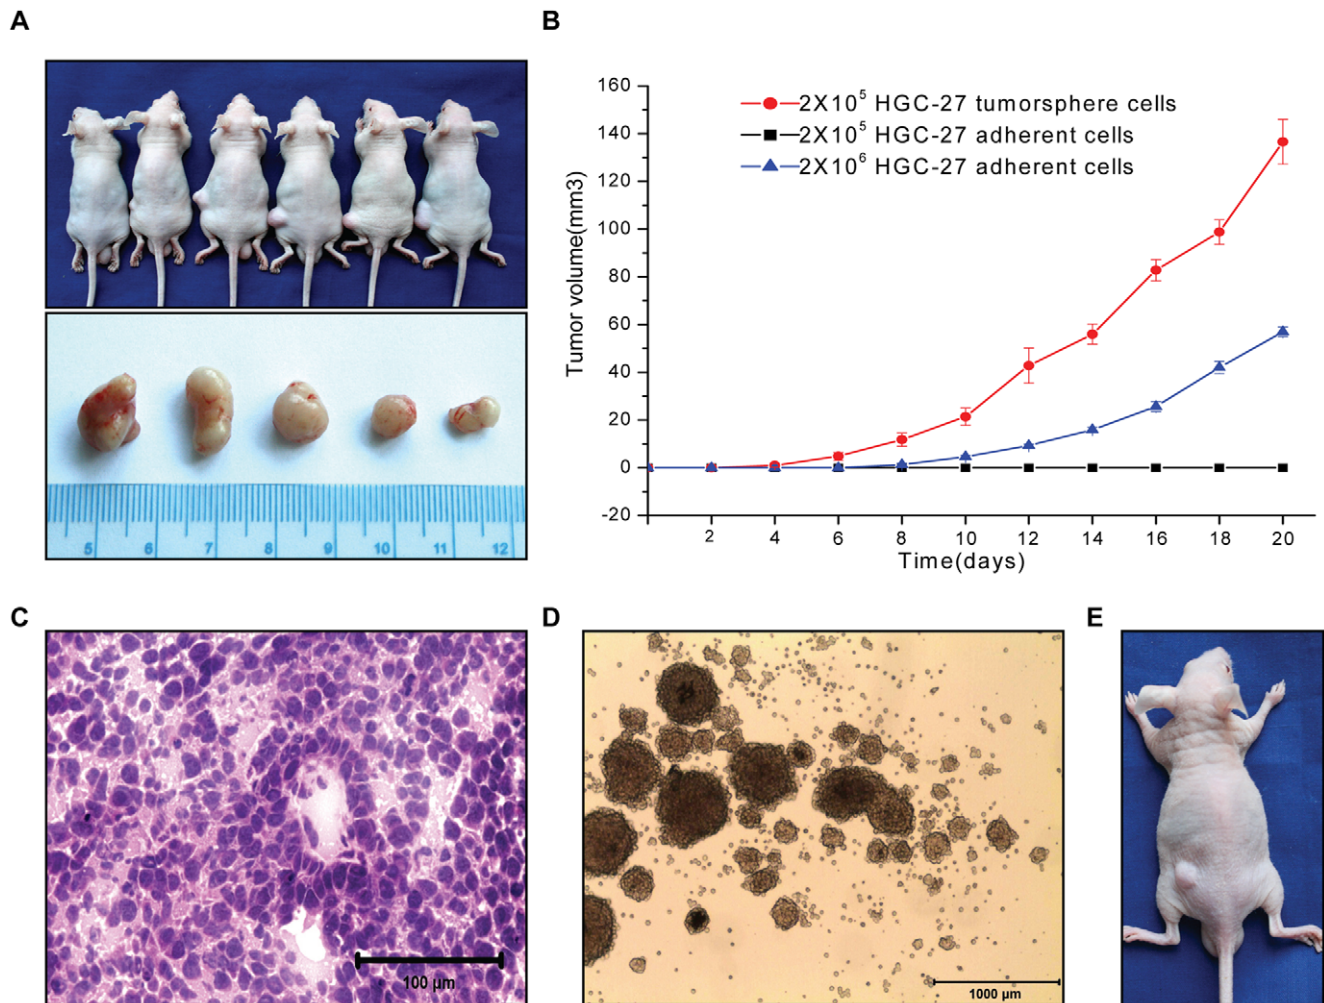 A
B
160
140
120
100
80
60
40
20
0
-20
Tumor volume(mm3)
2X10⁵ HGC-27 tumorsphere cells
2X10⁵ HGC-27 adherent cells
2X10⁶ HGC-27 adherent cells
2 4 6 8 10 12 14 16 18 20
Time(days)
5 6 7 8 9 10 11 12
C
D
E
100 µm
1000 µm